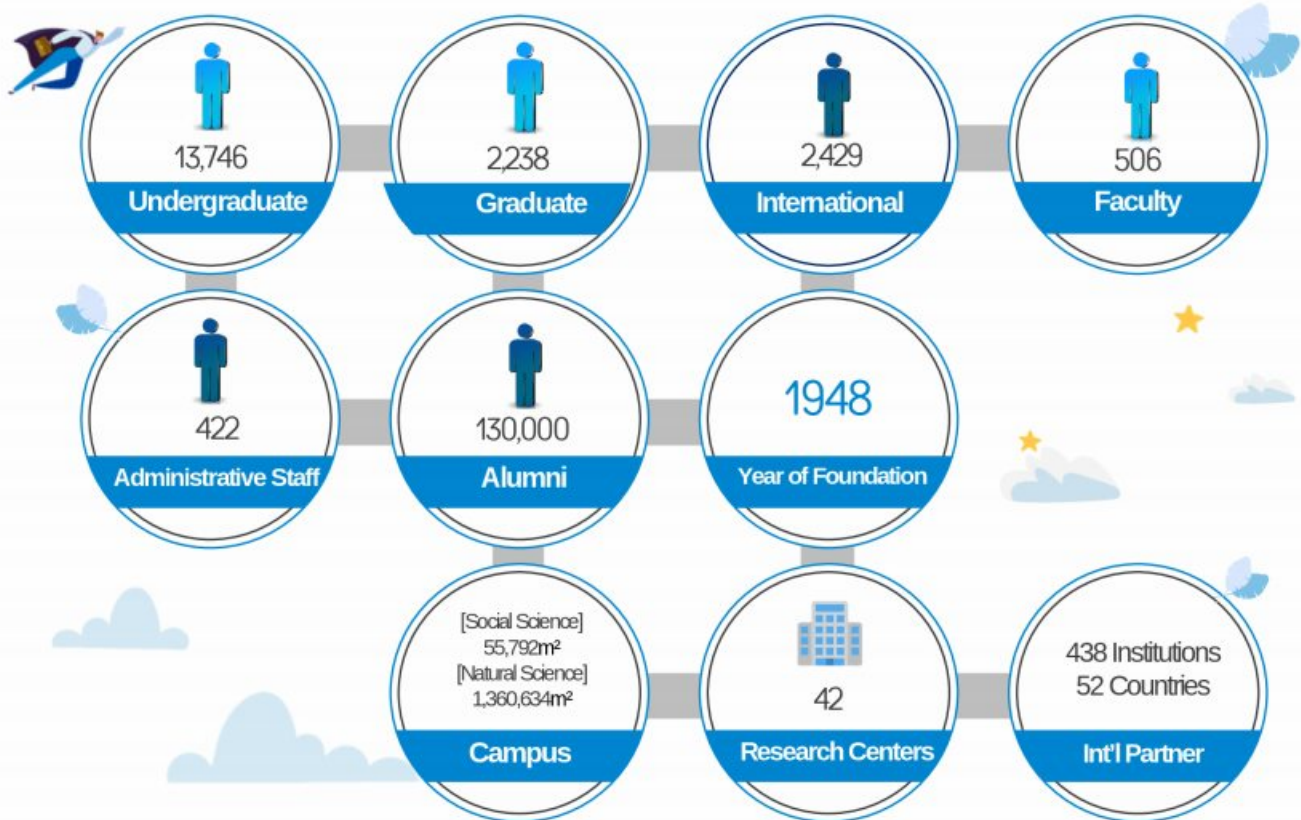 13,746
Undergraduate
2,238
Graduate
2,429
International
506
Faculty
422
Administrative Staff
130,000
Alumni
1948
Year of Foundation
[Social Science]
55,792m²
[Natural Science]
1,360,634m²
Campus
42
Research Centers
438 Institutions
52 Countries
Int'l Partner